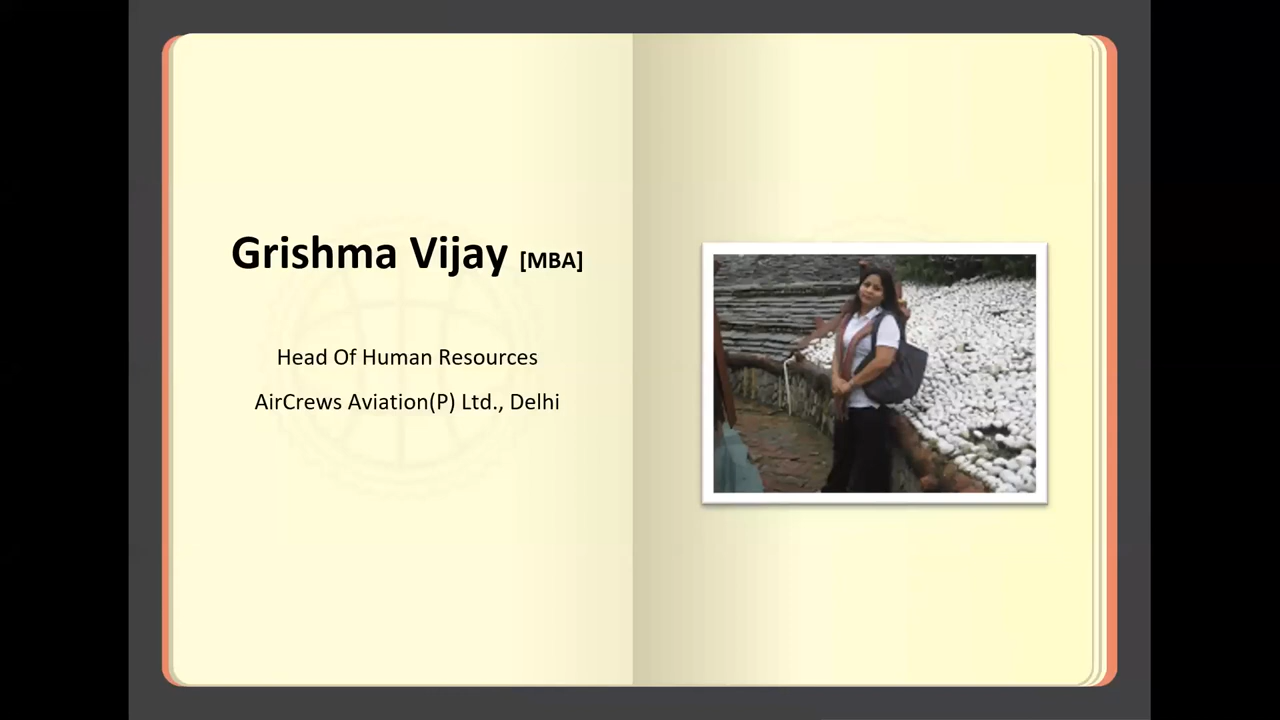 Grishma Vijay [MBA]
Head Of Human Resources
AirCrews Aviation(P) Ltd., Delhi